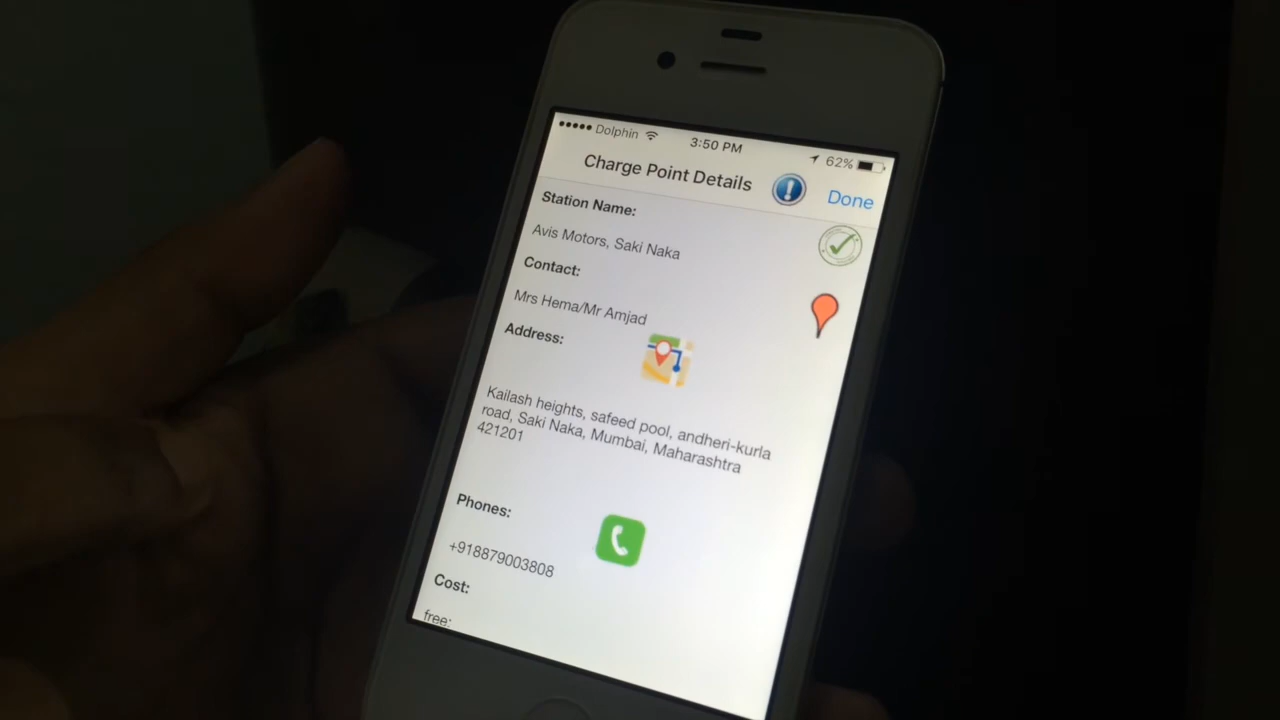 Dolphin 3:50 PM 62%
Charge Point Details Done
Station Name:
Avis Motors, Saki Naka
Contact:
Mrs Hema/Mr Amjad
Address:
Kailash heights, safeed pool, andheri-kurla
road, Saki Naka, Mumbai, Maharashtra
421201
Phones:
+918879003808
Cost:
free: